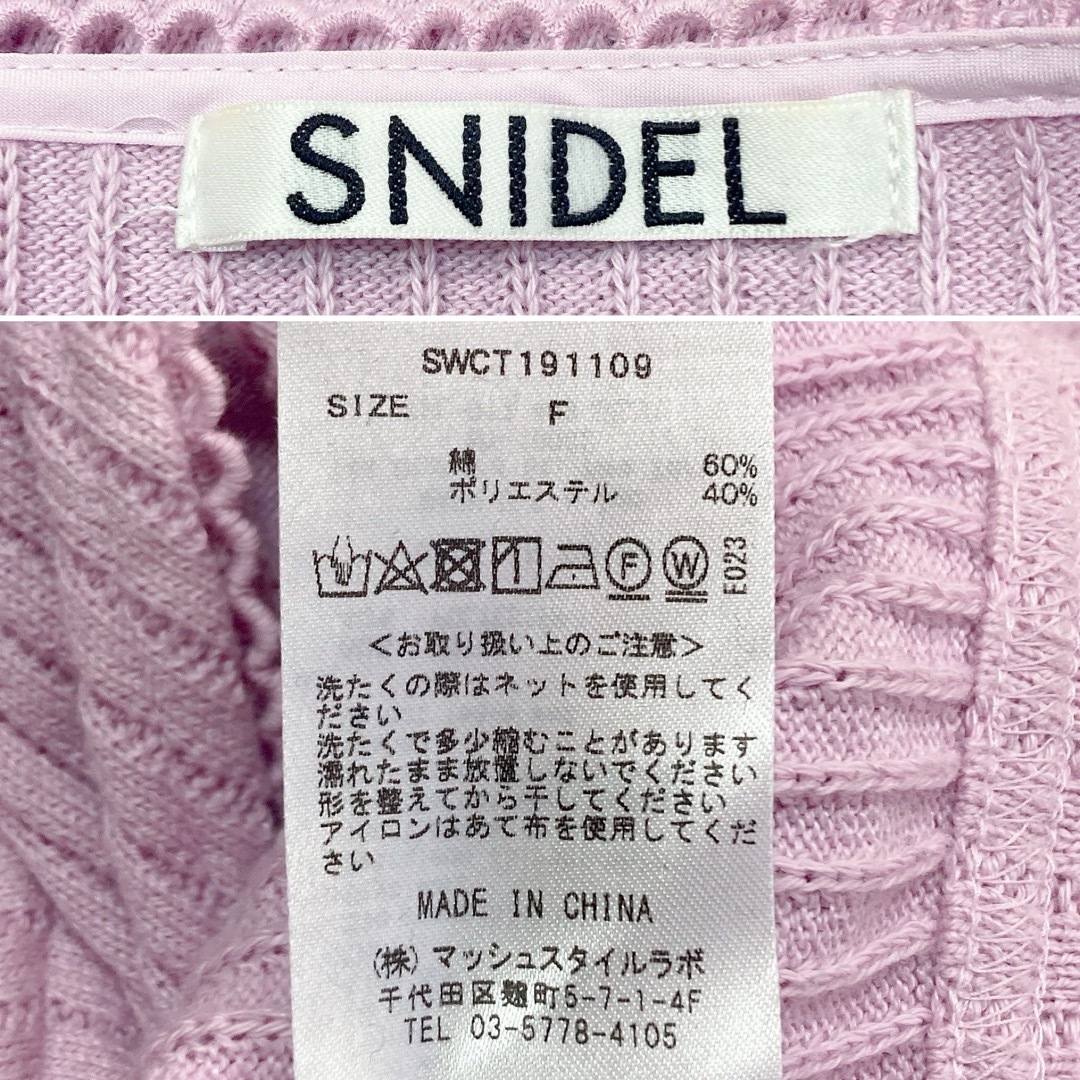 SNIDEL
SWCT191109
SIZE F
綿 60%
ポリエステル 40%
F W E023
＜お取り扱い上のご注意＞
洗たくの際はネットを使用してく
ださい
洗たくで多少縮むことがあります
濡れたまま放置しないでください
形を整えてから干してください
アイロンはあて布を使用してくだ
さい
MADE IN CHINA
(株)マッシュスタイルラボ
千代田区麹町5-7-1-4F
TEL 03-5778-4105